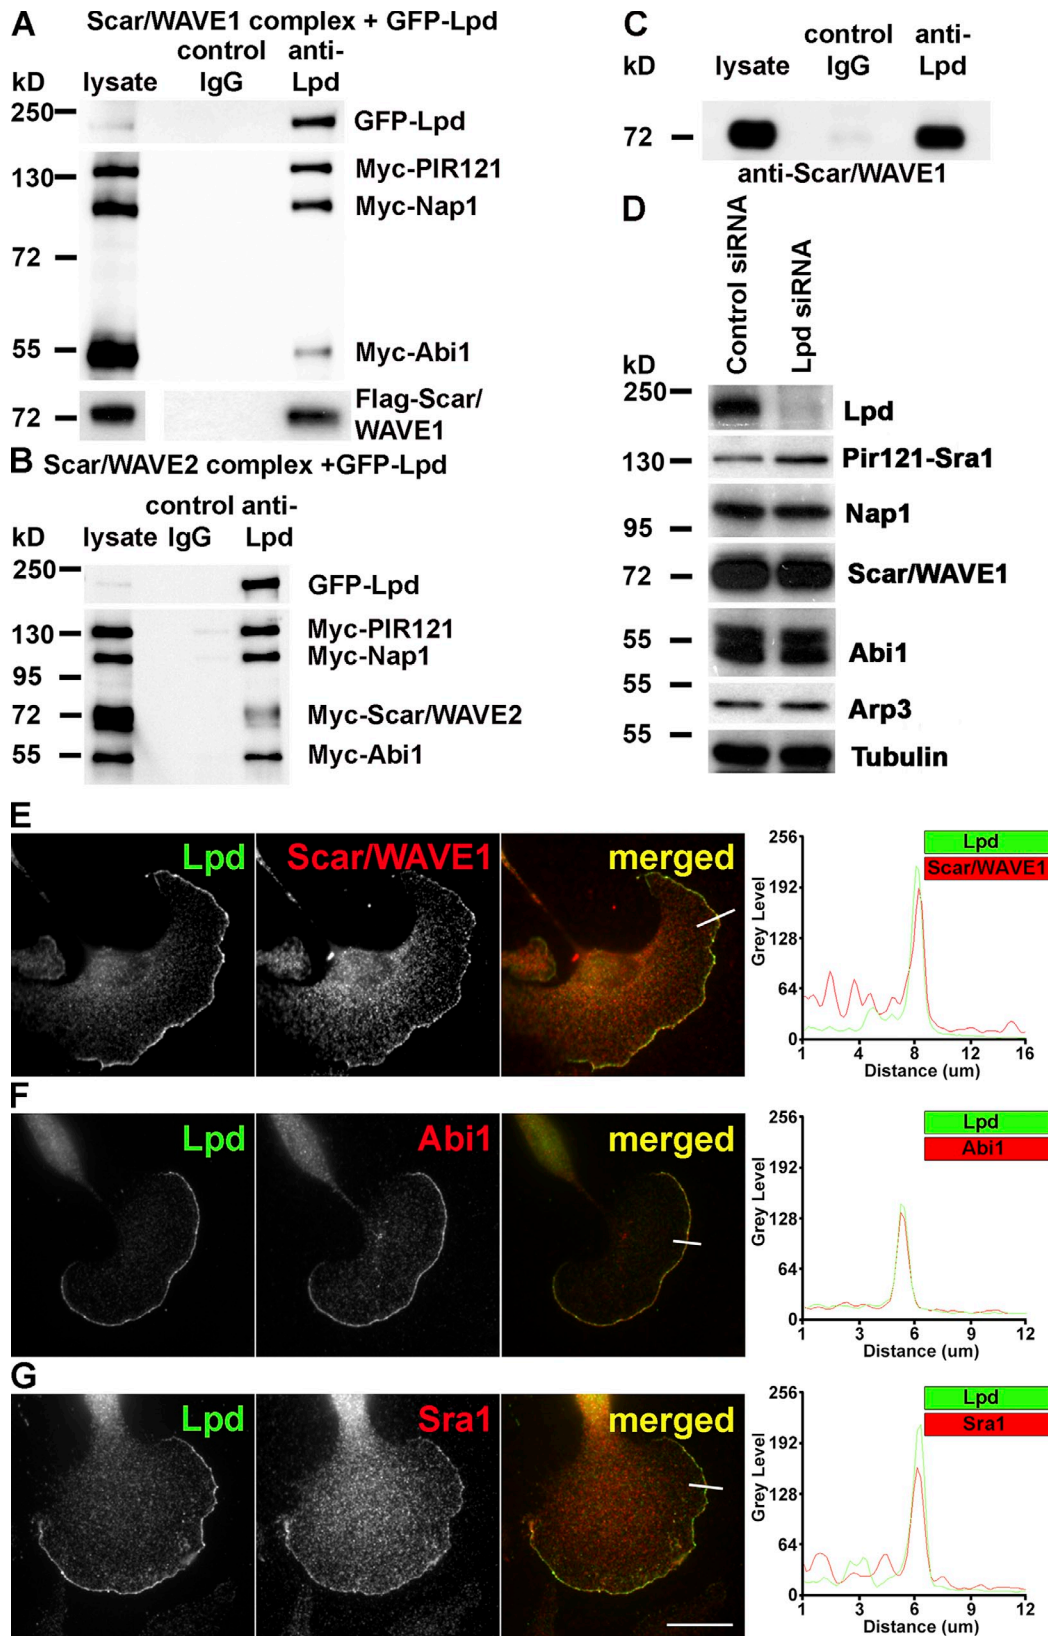 A
Scar/WAVE1 complex + GFP-Lpd
control anti-
kD lysate IgG Lpd
250
GFP-Lpd
Myc-PIR121
130
Myc-Nap1
72
55
Myc-Abi1
Flag-Scar/
72
WAVE1
B Scar/WAVE2 complex +GFP-Lpd
control anti-
kD lysate IgG Lpd
250
GFP-Lpd
130
Myc-PIR121
Myc-Nap1
95
72
Myc-Scar/WAVE2
55
Myc-Abi1
C
control anti-
kD lysate IgG Lpd
72
anti-Scar/WAVE1
D
Control siRNA
Lpd siRNA
kD
250
Lpd
130
Pir121-Sra1
Nap1
95
72
Scar/WAVE1
55
Abi1
55
Arp3
55
Tubulin
E
Lpd
Scar/WAVE1
merged
256
192
128
64
0
Grey Level
Lpd
Scar/WAVE1
1 4 8 12 16
Distance (um)
F
Lpd
Abi1
merged
256
192
128
64
0
Grey Level
Lpd
Abi1
1 3 6 9 12
Distance (um)
G
Lpd
Sra1
merged
256
192
128
64
0
Grey Level
Lpd
Sra1
1 3 6 9 12
Distance (um)